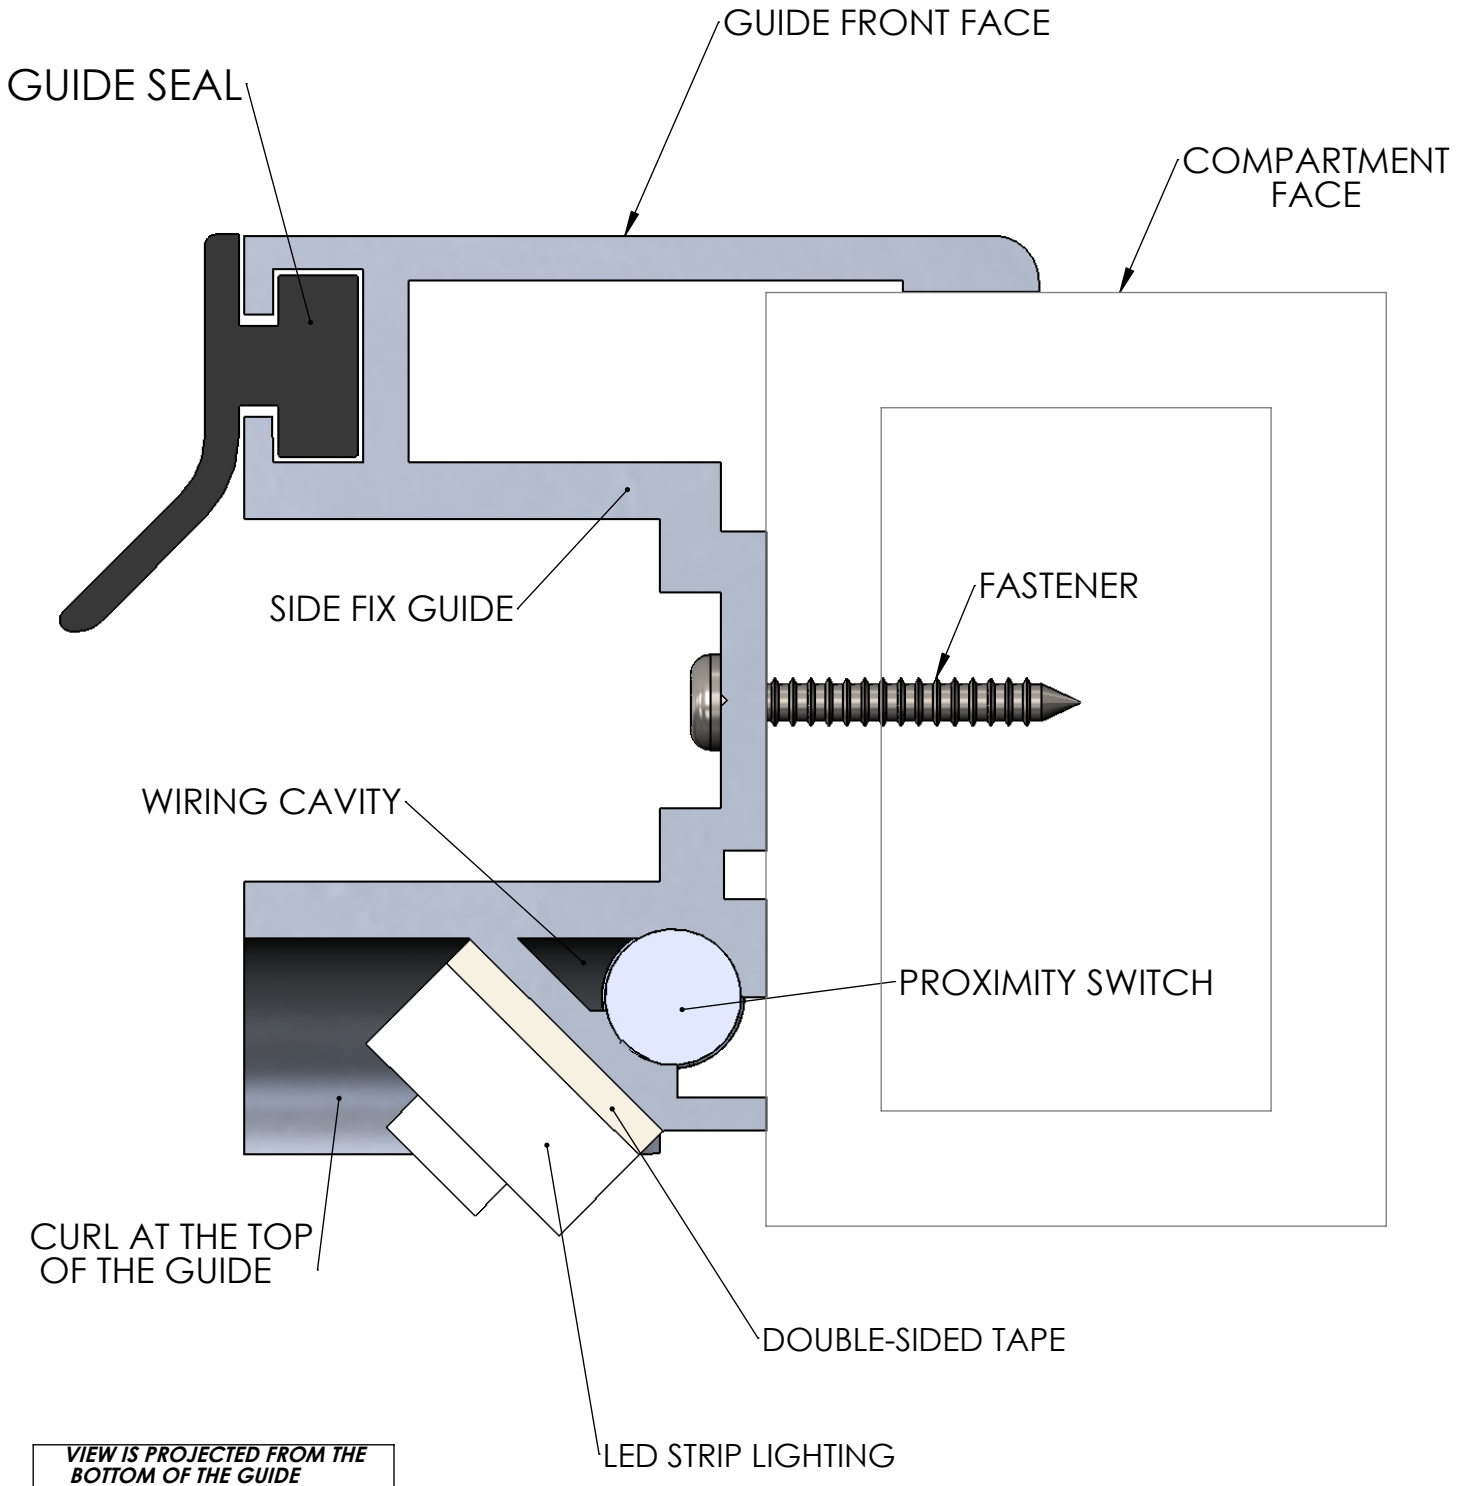 GUIDE FRONT FACE
GUIDE SEAL
COMPARTMENT
FACE
FASTENER
SIDE FIX GUIDE
WIRING CAVITY
PROXIMITY SWITCH
CURL AT THE TOP
OF THE GUIDE
DOUBLE-SIDED TAPE
LED STRIP LIGHTING
VIEW IS PROJECTED FROM THE
BOTTOM OF THE GUIDE